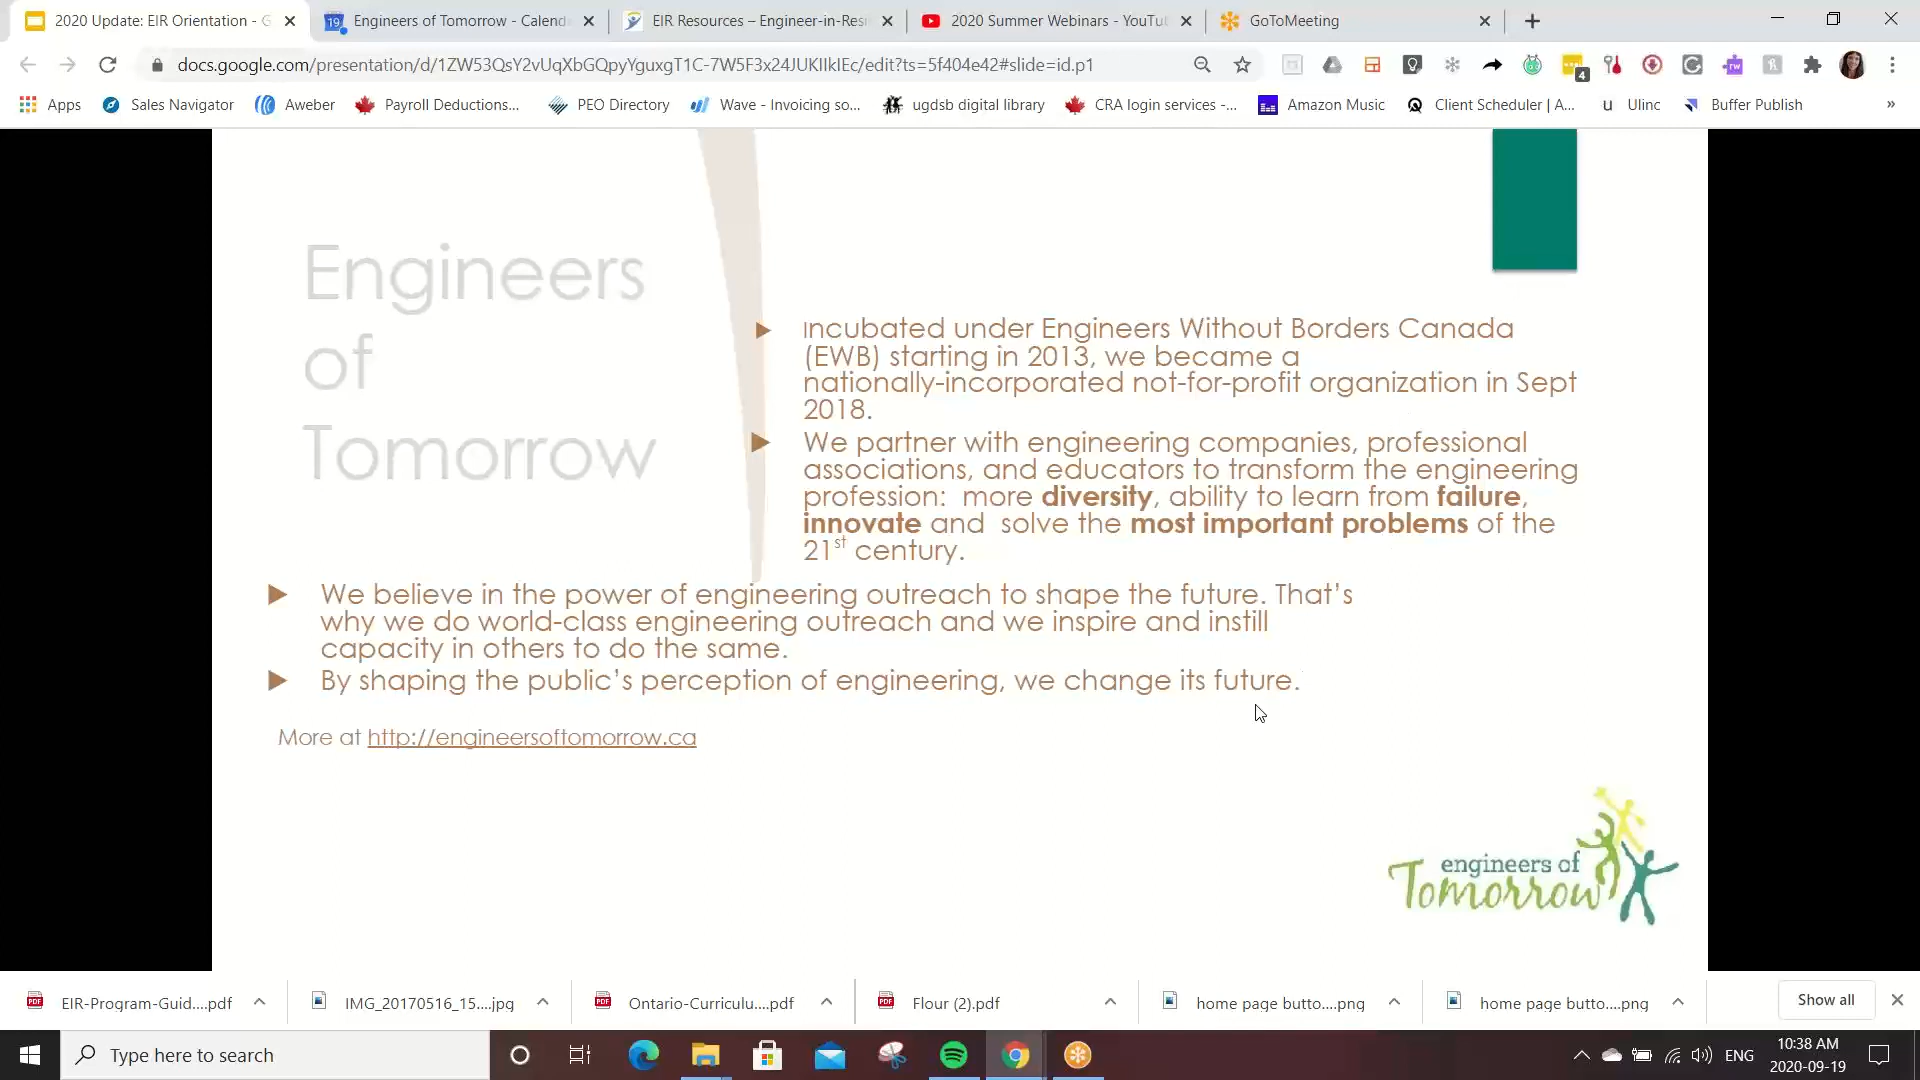 2020 Update: EIR Orientation - G
Engineers of Tomorrow - Calend
EIR Resources – Engineer-in-Resi
2020 Summer Webinars - YouTu
GoToMeeting
docs.google.com/presentation/d/1ZW53QsY2vUqXbGQpyYguxgT1C-7W5F3x24JUKIlkIEc/edit?ts=5f404e42#slide=id.p1
4
Apps
Sales Navigator
Aweber
Payroll Deductions...
PEO Directory
Wave - Invoicing so...
ugdsb digital library
CRA login services -...
Amazon Music
Client Scheduler | A...
Ulinc
Buffer Publish
Engineers
of
Tomorrow
Incubated under Engineers Without Borders Canada
(EWB) starting in 2013, we became a
nationally-incorporated not-for-profit organization in Sept
2018.
We partner with engineering companies, professional
associations, and educators to transform the engineering
profession: more diversity, ability to learn from failure,
innovate and solve the most important problems of the
21st century.
We believe in the power of engineering outreach to shape the future. That's
why we do world-class engineering outreach and we inspire and instill
capacity in others to do the same.
By shaping the public's perception of engineering, we change its future.
More at http://engineersoftomorrow.ca
engineers of
Tomorrow
EIR-Program-Guid....pdf
IMG_20170516_15....jpg
Ontario-Curriculu....pdf
Flour (2).pdf
home page butto....png
home page butto....png
Show all
Type here to search
ENG
10:38 AM
2020-09-19